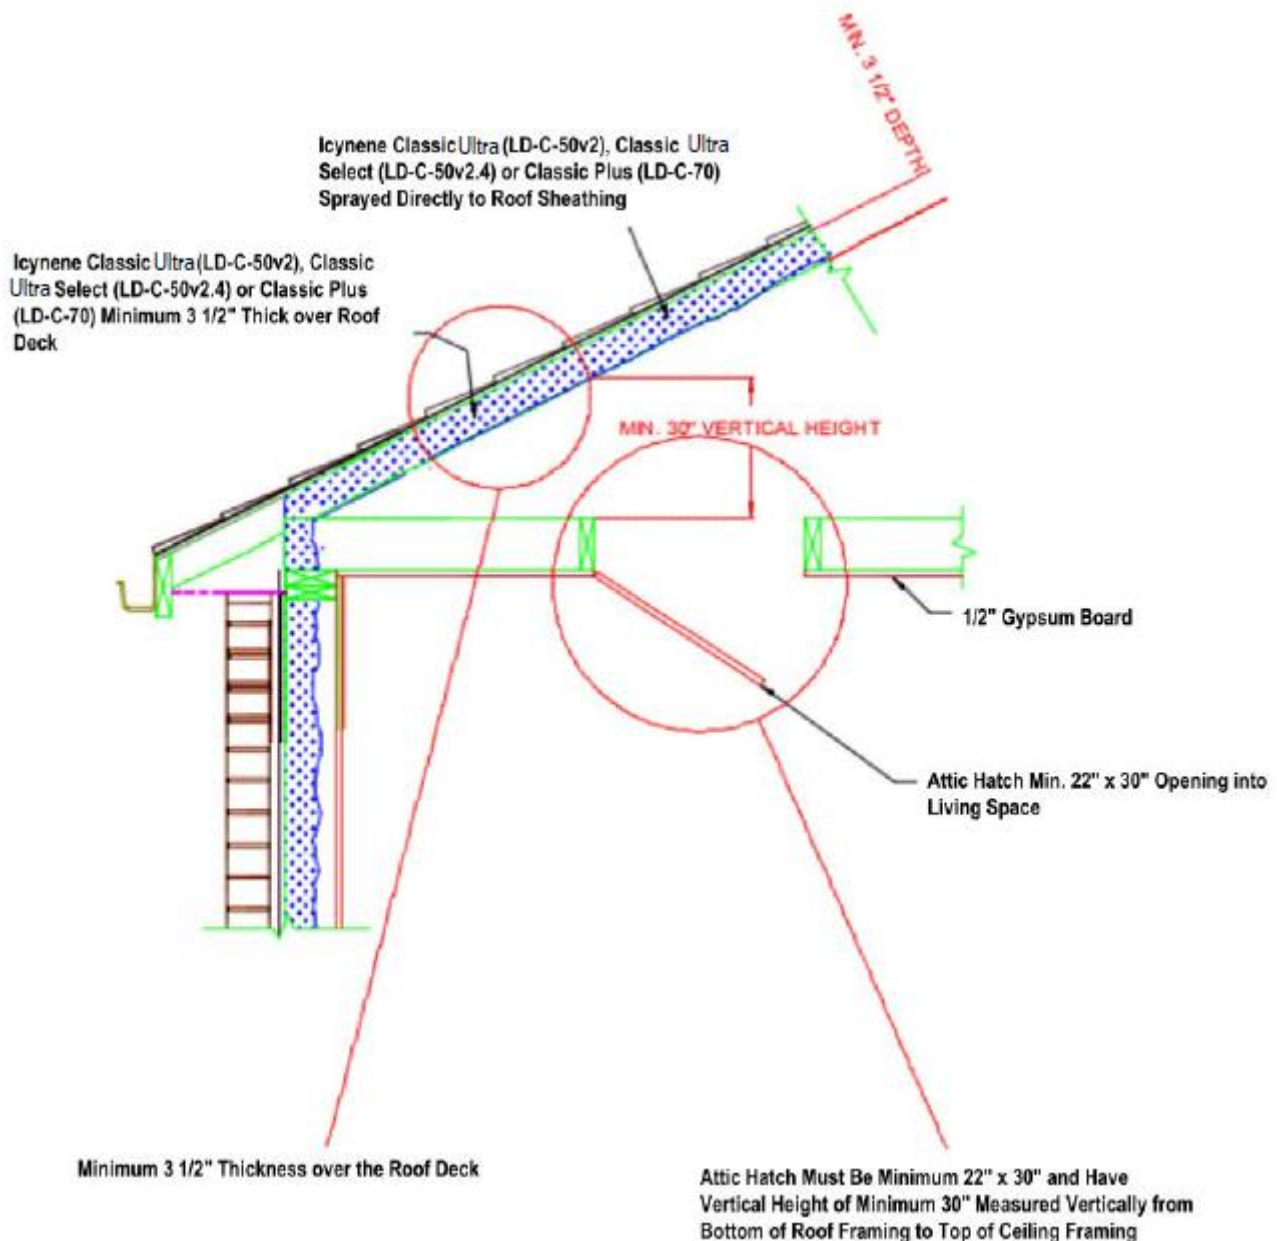 MIN. 3 1/2" DEPTH
Icynene Classic Ultra (LD-C-50v2), Classic Ultra
Select (LD-C-50v2.4) or Classic Plus (LD-C-70)
Sprayed Directly to Roof Sheathing
Icynene Classic Ultra (LD-C-50v2), Classic
Ultra Select (LD-C-50v2.4) or Classic Plus
(LD-C-70) Minimum 3 1/2" Thick over Roof
Deck
MIN. 30" VERTICAL HEIGHT
1/2" Gypsum Board
Attic Hatch Min. 22" x 30" Opening into
Living Space
Minimum 3 1/2" Thickness over the Roof Deck
Attic Hatch Must Be Minimum 22" x 30" and Have
Vertical Height of Minimum 30" Measured Vertically from
Bottom of Roof Framing to Top of Ceiling Framing